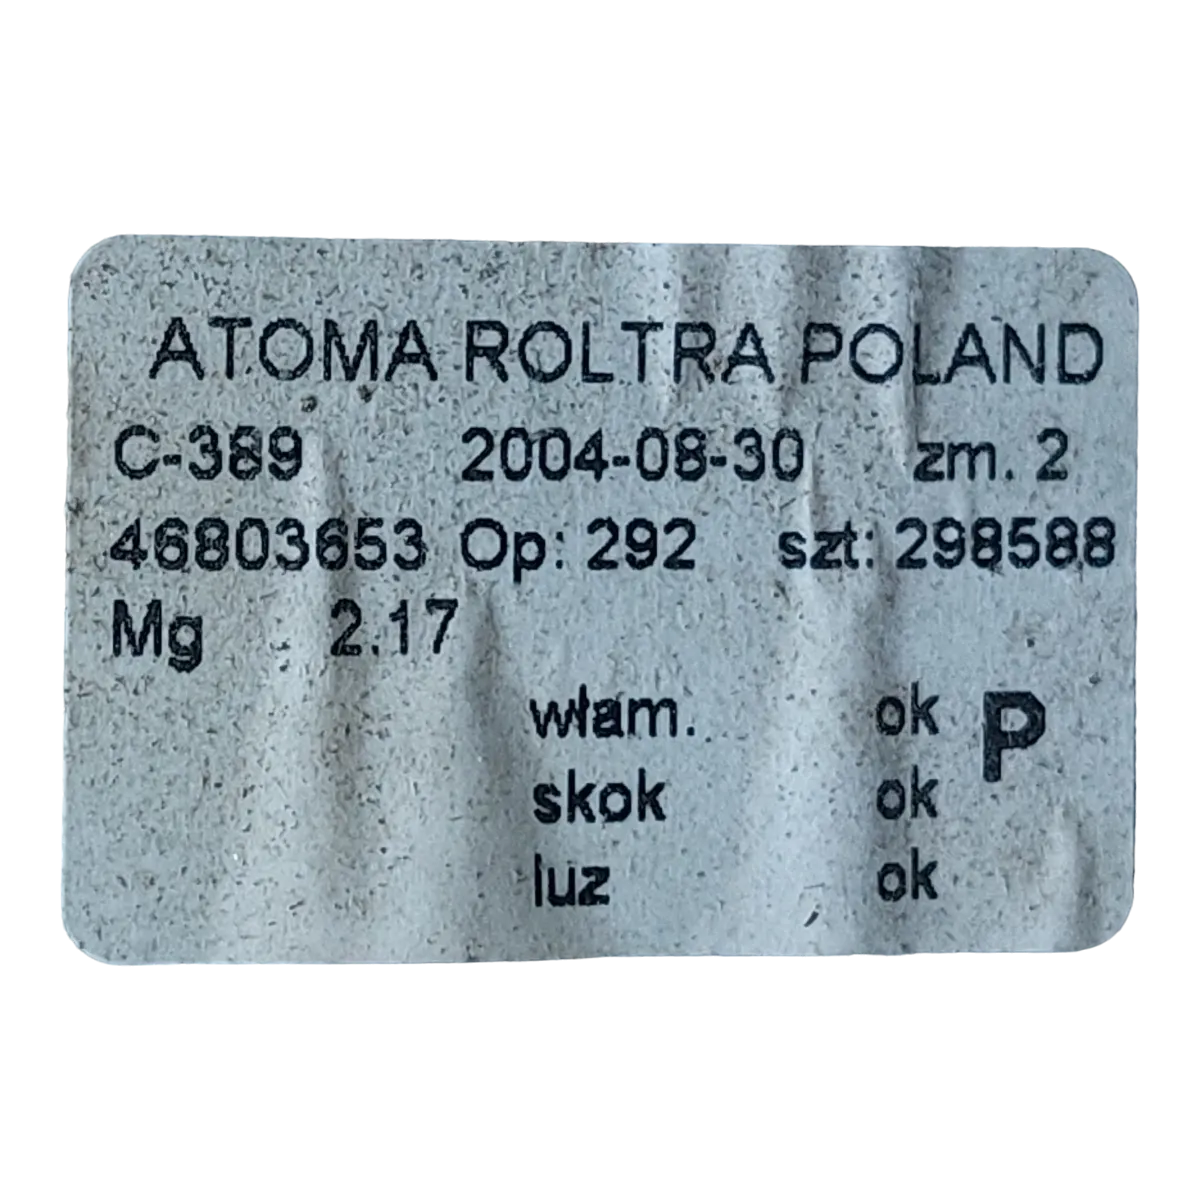 ATOMA ROLTRA POLAND
C-389 2004-08-30 zm. 2
46803653 Op: 292 szt: 298588
Mg 2.17
włam. ok P
skok ok
luz ok